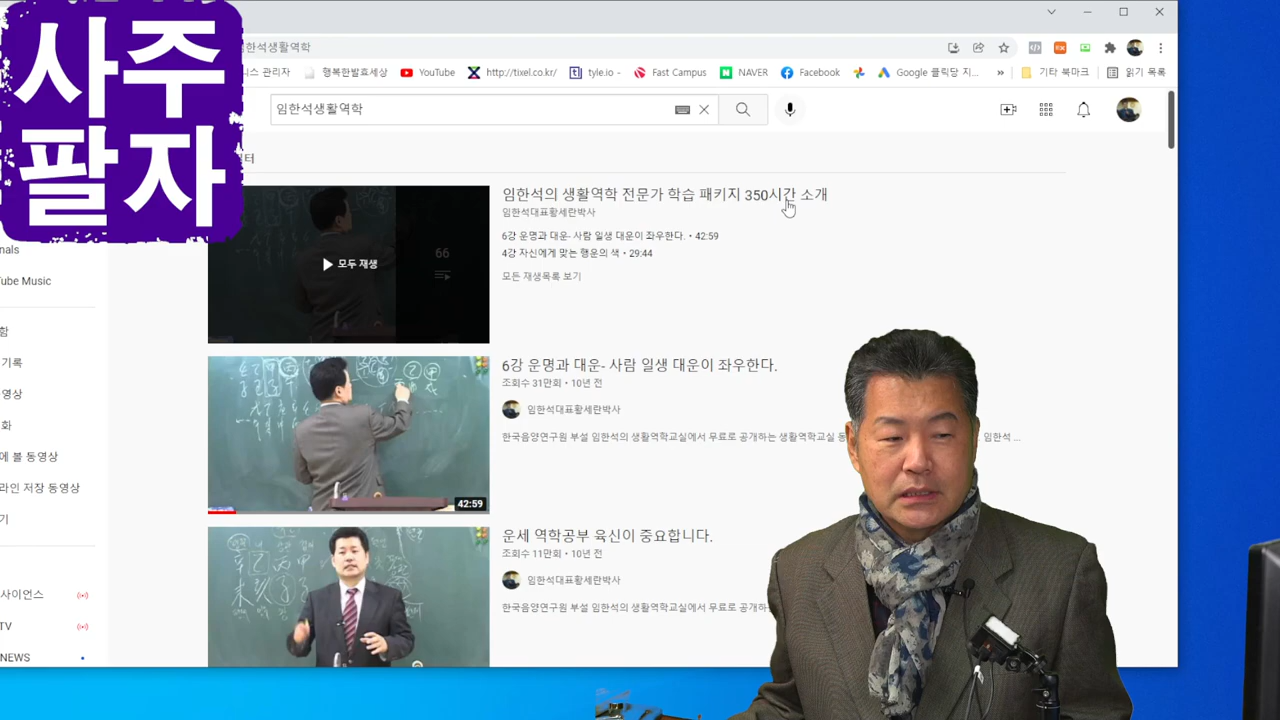 사주
팔자
임한석생활역학
니스 관리자
행복한발효세상
YouTube
http://tixel.co.kr/
tyle.io -
Fast Campus
NAVER
Facebook
Google 클릭당 지...
»
기타 북마크
읽기 목록
임한석생활역학
터
임한석의 생활역학 전문가 학습 패키지 350시간 소개
임한석대표황세란박사
6강 운명과 대운- 사람 일생 대운이 좌우한다. • 42:59
4강 자신에게 맞는 행운의 색 • 29:44
모든 재생목록 보기
66
모두 재생
nals
ube Music
함
기록
영상
화
에 볼 동영상
라인 저장 동영상
기
사이언스
TV
NEWS
6강 운명과 대운- 사람 일생 대운이 좌우한다.
조회수 31만회 • 10년 전
임한석대표황세란박사
한국음양연구원 부설 임한석의 생활역학교실에서 무료로 공개하는 생활역학교실 동
임한석 ...
42:59
운세 역학공부 육신이 중요합니다.
조회수 11만회 • 10년 전
임한석대표황세란박사
한국음양연구원 부설 임한석의 생활역학교실에서 무료로 공개하